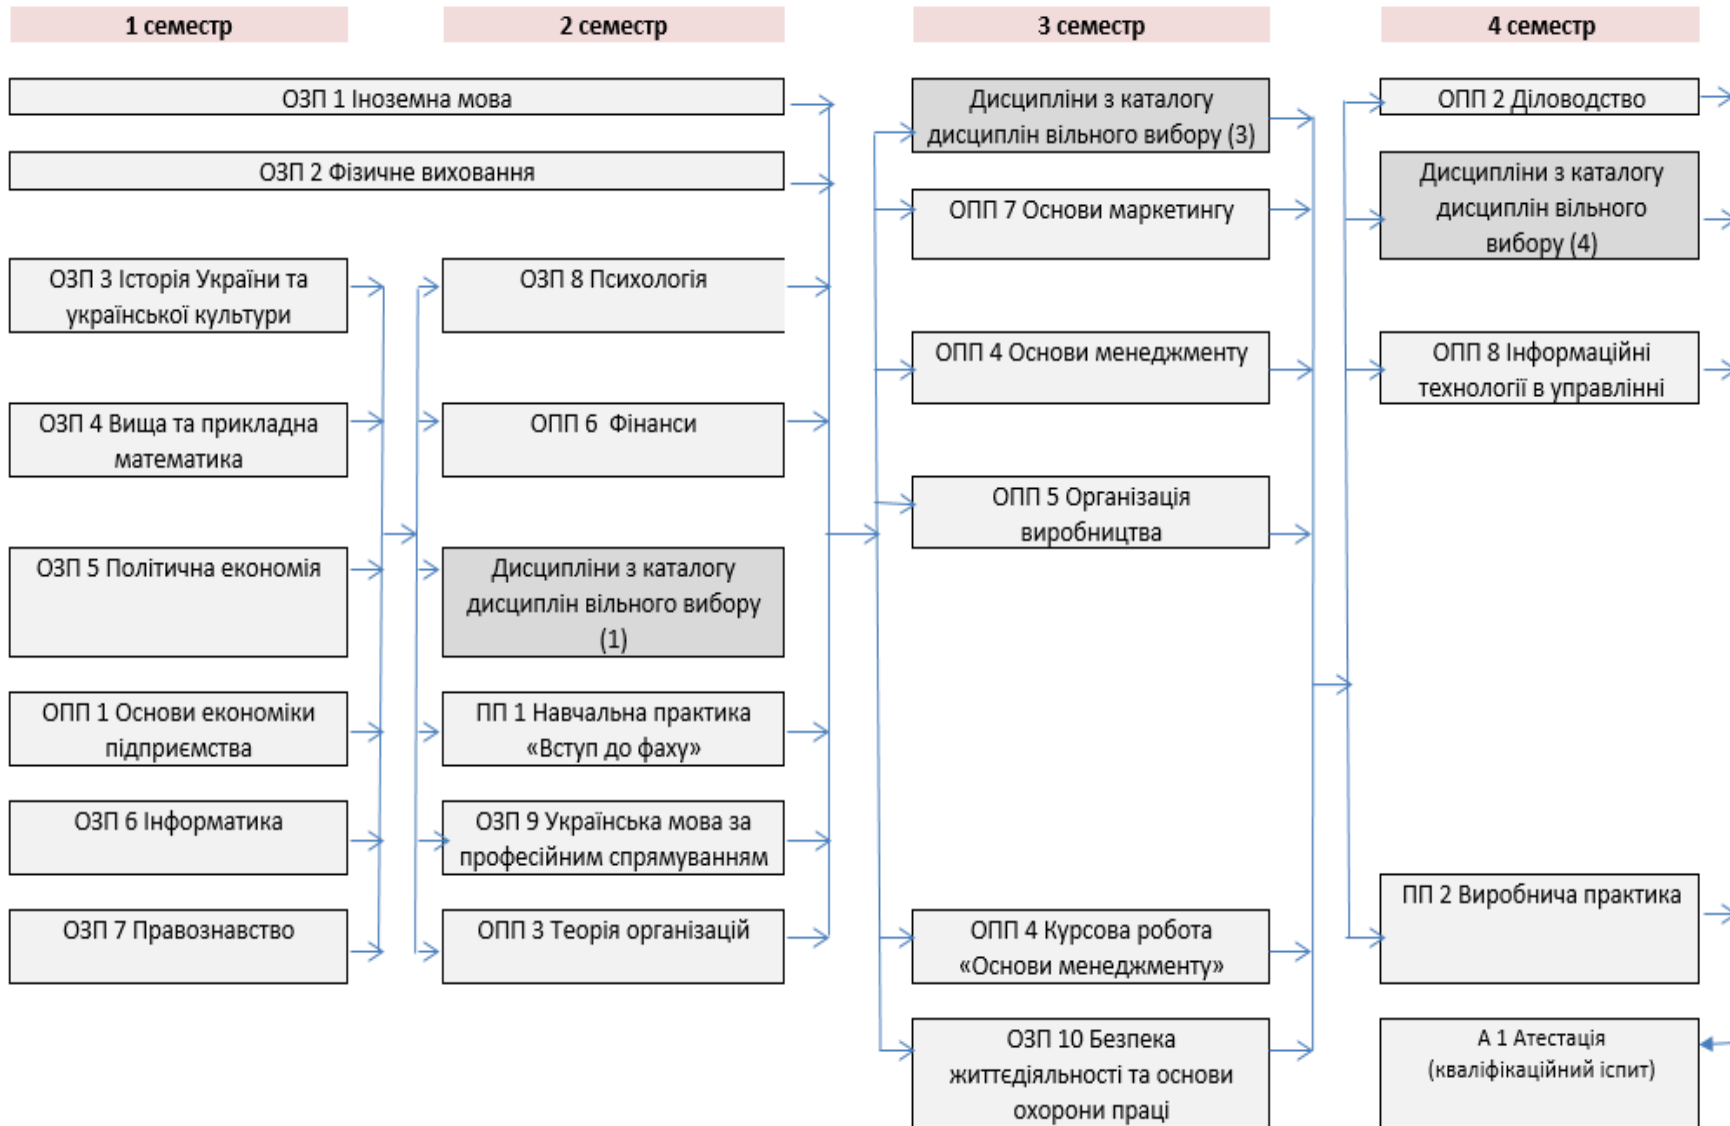 1 семестр
2 семестр
3 семестр
4 семестр
ОЗП 1 Іноземна мова
ОЗП 2 Фізичне виховання
ОЗП 3 Історія України та
української культури
ОЗП 4 Вища та прикладна
математика
ОЗП 5 Політична економія
ОПП 1 Основи економіки
підприємства
ОЗП 6 Інформатика
ОЗП 7 Правознавство
ОЗП 8 Психологія
ОПП 6 Фінанси
Дисципліни з каталогу
дисциплін вільного вибору
(1)
ПП 1 Навчальна практика
«Вступ до фаху»
ОЗП 9 Українська мова за
професійним спрямуванням
ОПП 3 Теорія організацій
Дисципліни з каталогу
дисциплін вільного вибору (3)
ОПП 7 Основи маркетингу
ОПП 4 Основи менеджменту
ОПП 5 Організація
виробництва
ОПП 4 Курсова робота
«Основи менеджменту»
ОЗП 10 Безпека
життєдіяльності та основи
охорони праці
ОПП 2 Діловодство
Дисципліни з каталогу
дисциплін вільного
вибору (4)
ОПП 8 Інформаційні
технології в управлінні
ПП 2 Виробнича практика
А 1 Атестація
(кваліфікаційний іспит)